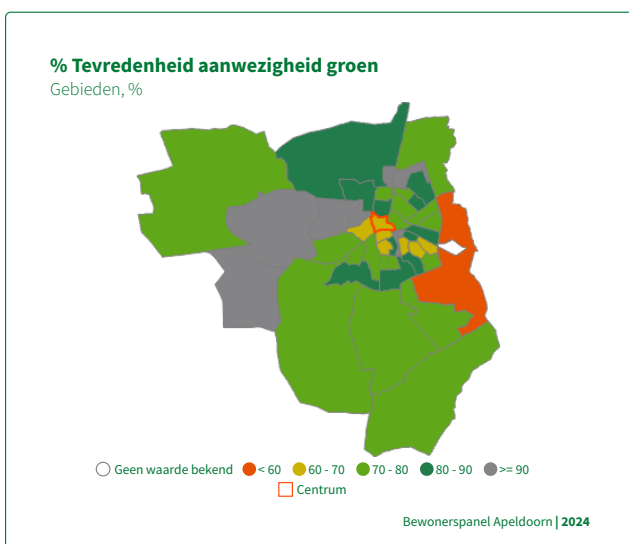 % Tevredenheid aanwezigheid groen
Gebieden, %
Geen waarde bekend < 60 60 - 70 70 - 80 80 - 90 >= 90
Centrum
Bewonerspanel Apeldoorn | 2024